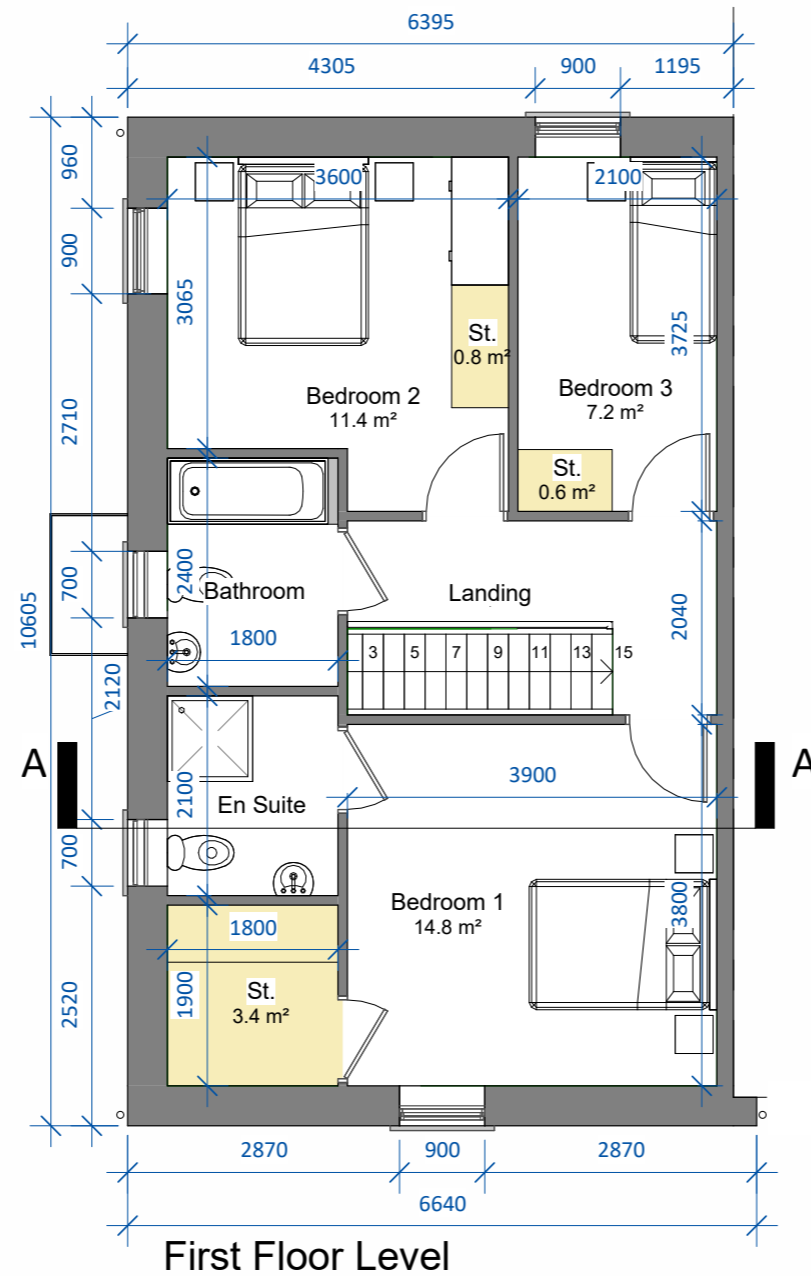 6395
4305 900 1195
960
900
2710
700
10605
2120
700
2520
3600
2100
3065
3725
St.
0.8 m²
Bedroom 2
11.4 m²
Bedroom 3
7.2 m²
St.
0.6 m²
2400
Bathroom
Landing
1800
2040
3 5 7 9 11 13 15
A A
2100
3900
En Suite
Bedroom 1
14.8 m²
3800
1800
1900
St.
3.4 m²
2870 900 2870
6640
First Floor Level